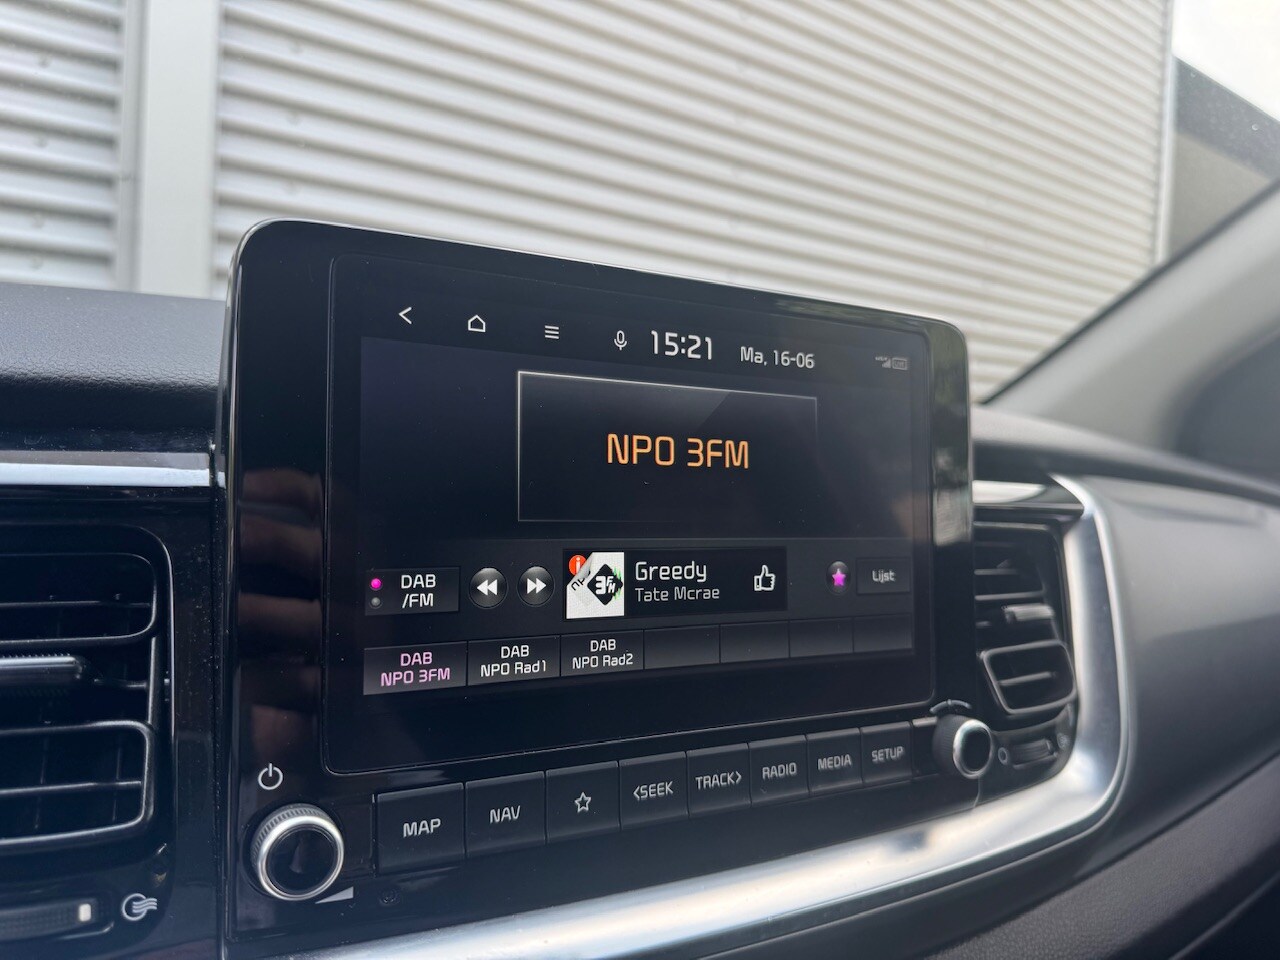 15:21 Ma, 16-06
NPO 3FM
DAB
/FM
Greedy
Tate Mcrae
Lijst
DAB
NPO 3FM
DAB
NPO Rad1
DAB
NPO Rad2
MAP
NAV
<SEEK
TRACK>
RADIO
MEDIA
SETUP